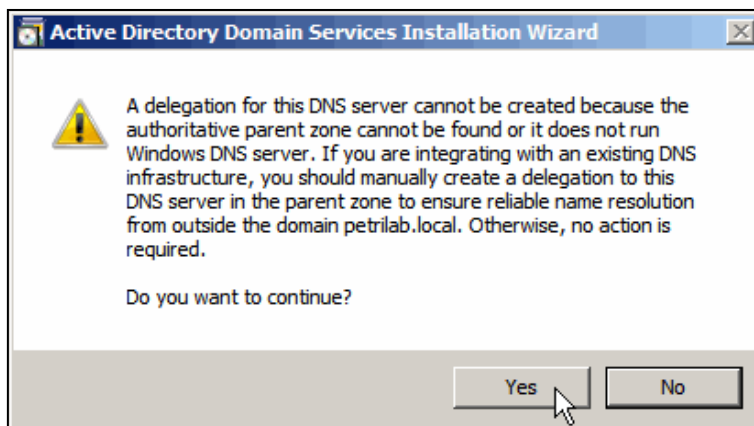 Active Directory Domain Services Installation Wizard
A delegation for this DNS server cannot be created because the
authoritative parent zone cannot be found or it does not run
Windows DNS server. If you are integrating with an existing DNS
infrastructure, you should manually create a delegation to this
DNS server in the parent zone to ensure reliable name resolution
from outside the domain petrilab.local. Otherwise, no action is
required.
Do you want to continue?
Yes
No